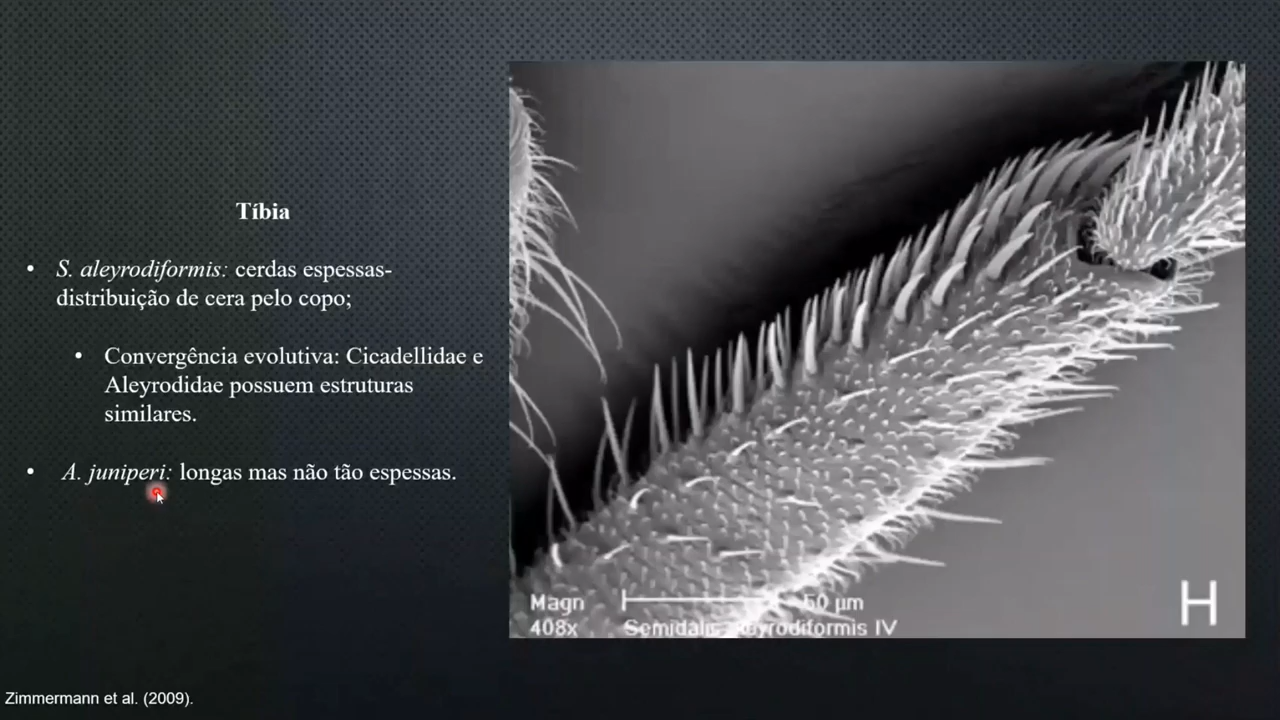 Tíbia
• S. aleyrodiformis: cerdas espessas-
distribuição de cera pelo copo;
• Convergência evolutiva: Cicadellidae e
Aleyrodidae possuem estruturas
similares.
• A. juniperi: longas mas não tão espessas.
Magn 50 µm
408x Semidalis aleyrodiformis IV
H
Zimmermann et al. (2009).